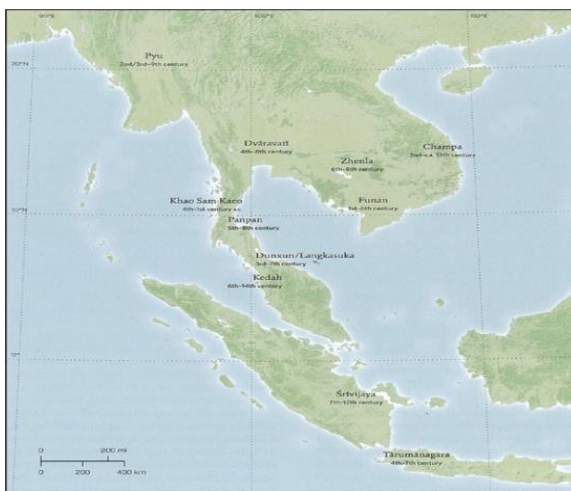 90°E
100°E
110°E
20°N
Pyu
2nd/3rd-9th century
Dvāravatī
6th-8th century
Zhenla
6th-8th century
Champa
2nd-ca. 15th century
Khao Sam Kaeo
4th-1st century B.C.
Funan
1st-6th century
10°N
Panpan
5th-8th century
Dunxun/Langkasuka
3rd-7th century
Kedah
6th-14th century
0°
Śrīvijaya
7th-12th century
Tārumānagara
4th-7th century
0 200 mi.
0 200 400 km